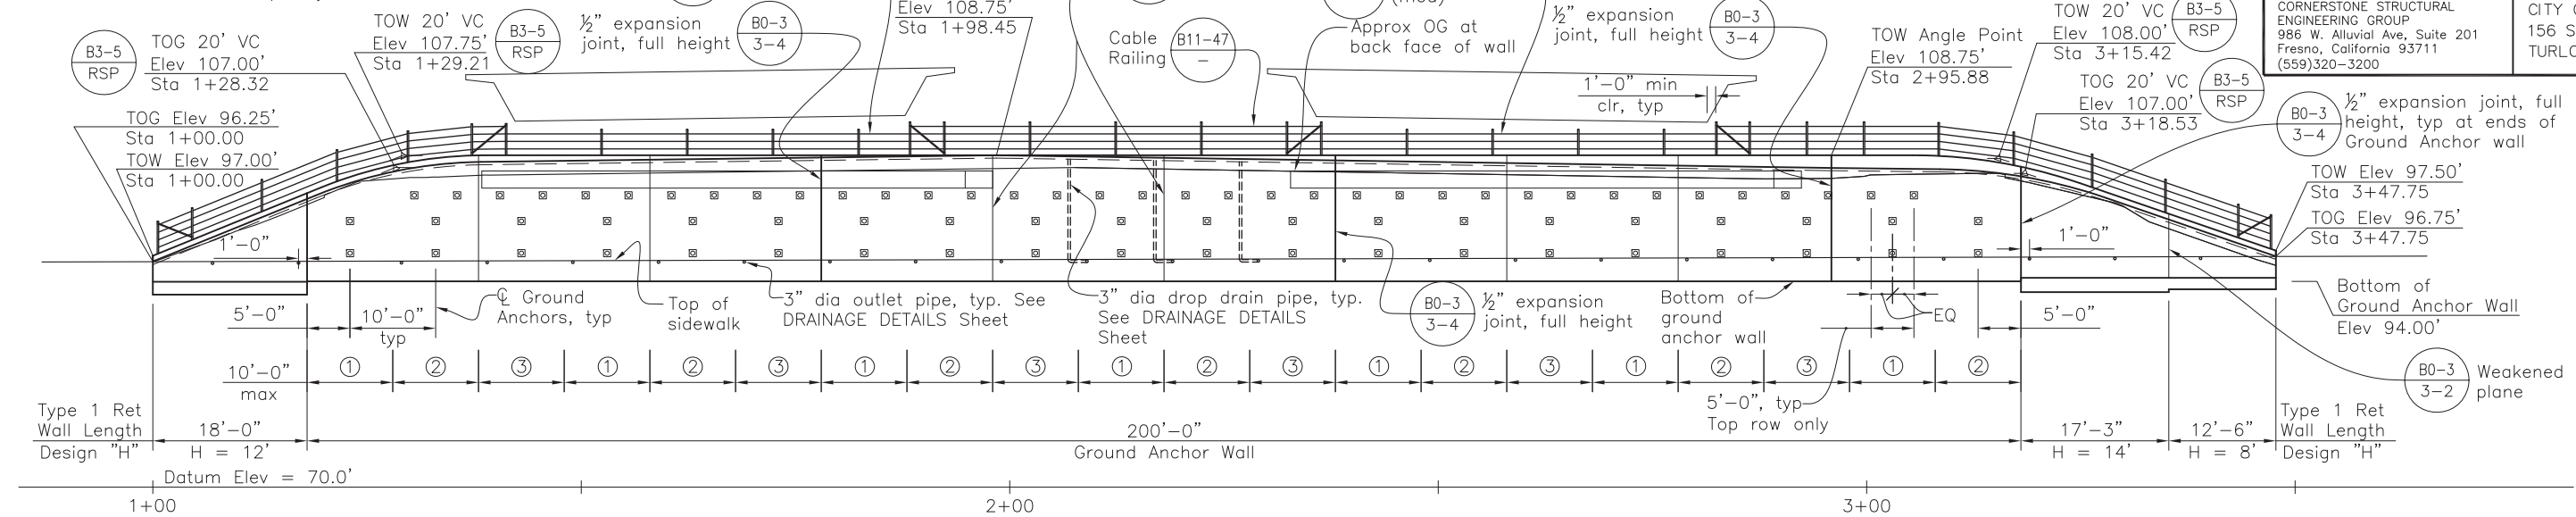 B3-5
RSP
TOG 20' VC
Elev 107.00'
Sta 1+28.32
TOW 20' VC
Elev 107.75'
Sta 1+29.21
B3-5
RSP
½" expansion
joint, full height
B0-3
3-4
Elev 108.75'
Sta 1+98.45
Cable
Railing
B11-47
-
Approx OG at
back face of wall
½" expansion
joint, full height
B0-3
3-4
1'-0" min
clr, typ
TOW Angle Point
Elev 108.75'
Sta 2+95.88
TOW 20' VC
Elev 108.00'
Sta 3+15.42
B3-5
RSP
TOG 20' VC
Elev 107.00'
Sta 3+18.53
B3-5
RSP
CORNERSTONE STRUCTURAL
ENGINEERING GROUP
986 W. Alluvial Ave, Suite 201
Fresno, California 93711
(559)320-3200
CITY
156 S
TURLO
B0-3
3-4
½" expansion joint, full
height, typ at ends of
Ground Anchor wall
TOG Elev 96.25'
Sta 1+00.00
TOW Elev 97.00'
Sta 1+00.00
TOW Elev 97.50'
Sta 3+47.75
TOG Elev 96.75'
Sta 3+47.75
1'-0"
1'-0"
5'-0"
10'-0"
typ
℄ Ground
Anchors, typ
Top of
sidewalk
3" dia outlet pipe, typ. See
DRAINAGE DETAILS Sheet
3" dia drop drain pipe, typ.
See DRAINAGE DETAILS
Sheet
B0-3
3-4
½" expansion
joint, full height
Bottom of
ground
anchor wall
EQ
5'-0"
Bottom of
Ground Anchor Wall
Elev 94.00'
10'-0"
max
① ② ③ ① ② ③ ① ② ③ ① ② ③ ① ② ③ ① ② ③ ① ②
5'-0", typ
Top row only
B0-3
3-2
Weakened
plane
Type 1 Ret
Wall Length
Design "H"
18'-0"
H = 12'
200'-0"
Ground Anchor Wall
17'-3"
H = 14'
12'-6"
H = 8'
Type 1 Ret
Wall Length
Design "H"
Datum Elev = 70.0'
1+00 2+00 3+00